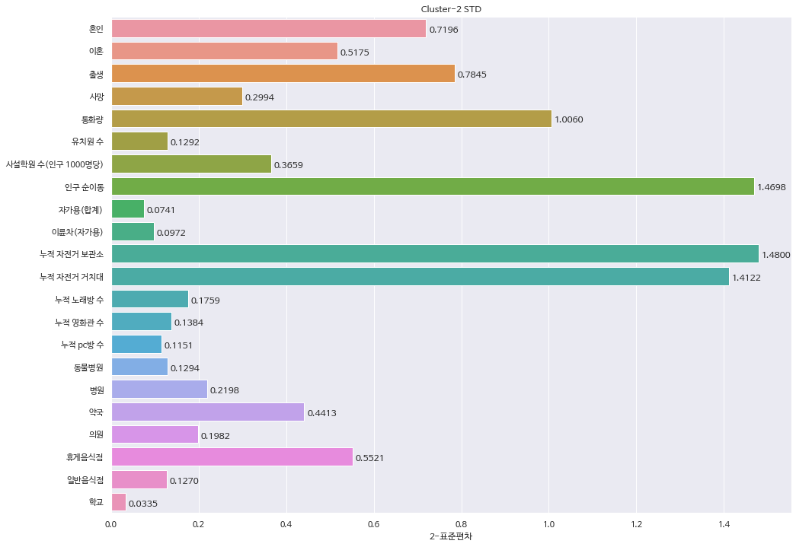 Cluster-2 STD
혼인
0.7196
이혼
0.5175
출생
0.7845
사망
0.2994
통화량
1.0060
유치원 수
0.1292
사설학원 수(인구 1000명당)
0.3659
인구 순이동
1.4698
자가용(합계)
0.0741
이륜차(자가용)
0.0972
누적 자전거 보관소
1.4800
누적 자전거 거치대
1.4122
누적 노래방 수
0.1759
누적 영화관 수
0.1384
누적 pc방 수
0.1151
동물병원
0.1294
병원
0.2198
약국
0.4413
의원
0.1982
휴게음식점
0.5521
일반음식점
0.1270
학교
0.0335
0.0 0.2 0.4 0.6 0.8 1.0 1.2 1.4
2-표준편차